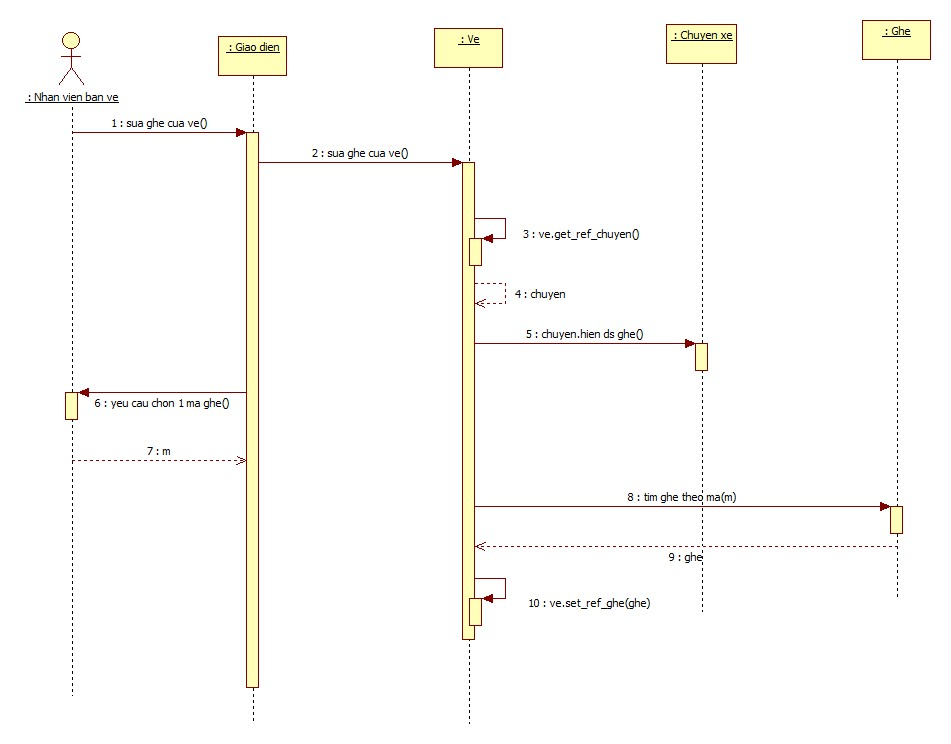 : Nhan vien ban ve
: Giao dien
: Ve
: Chuyen xe
: Ghe
1 : sua ghe cua ve()
2 : sua ghe cua ve()
3 : ve.get_ref_chuyen()
4 : chuyen
5 : chuyen.hien ds ghe()
6 : yeu cau chon 1 ma ghe()
7 : m
8 : tim ghe theo ma(m)
9 : ghe
10 : ve.set_ref_ghe(ghe)